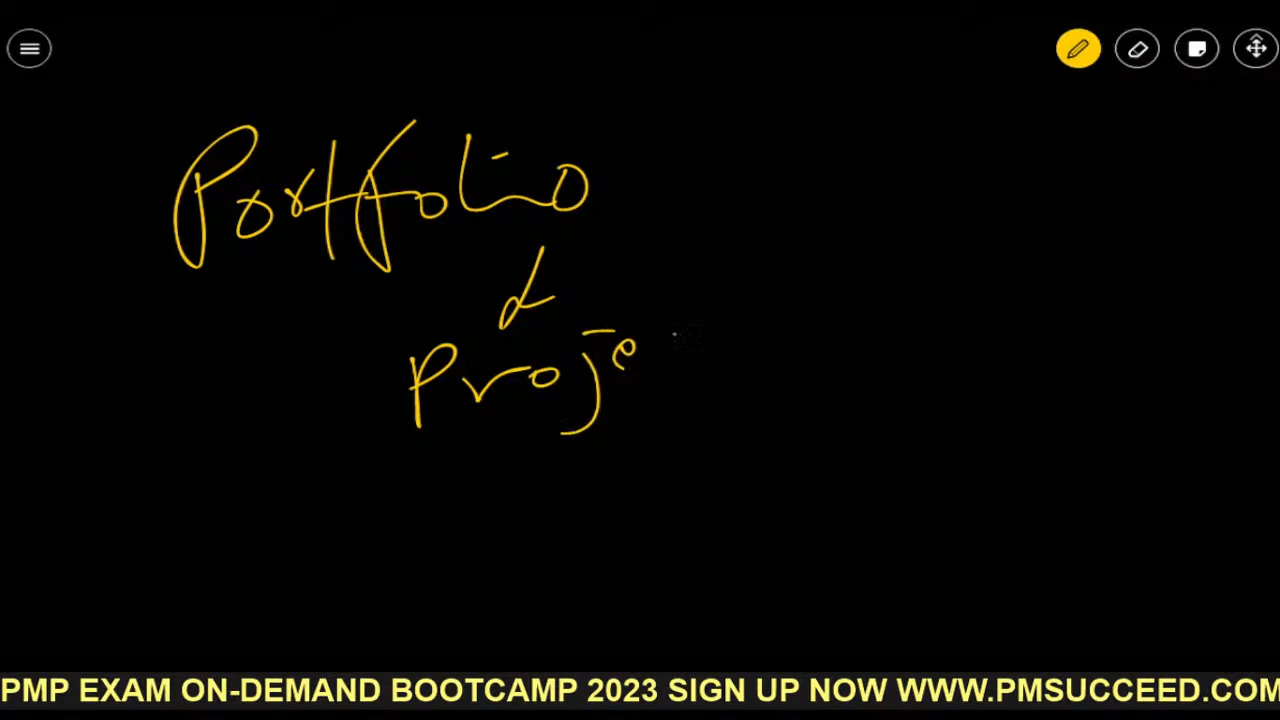 Portfolio
&
Proje
PMP EXAM ON-DEMAND BOOTCAMP 2023 SIGN UP NOW WWW.PMSUCCEED.COM